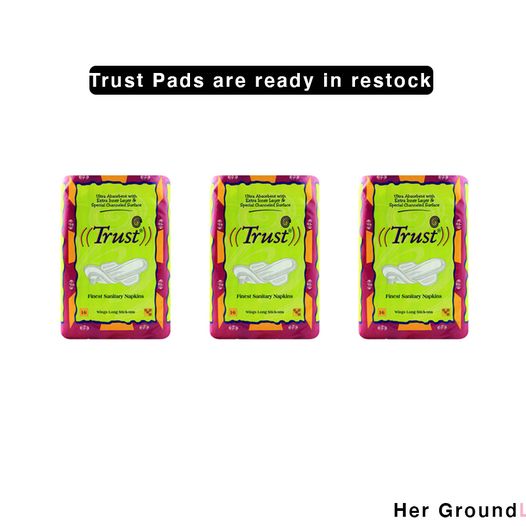 Trust Pads are ready in restock
Ultra Absorbent with
Extra Inner Layer &
Special Channeled Surface
((Trust))
Finest Sanitary Napkins
16
Wings Long Stick-ons
Ultra Absorbent with
Extra Inner Layer &
Special Channeled Surface
((Trust))
Finest Sanitary Napkins
16
Wings Long Stick-ons
Ultra Absorbent with
Extra Inner Layer &
Special Channeled Surface
((Trust))
Finest Sanitary Napkins
16
Wings Long Stick-ons
Her GroundL